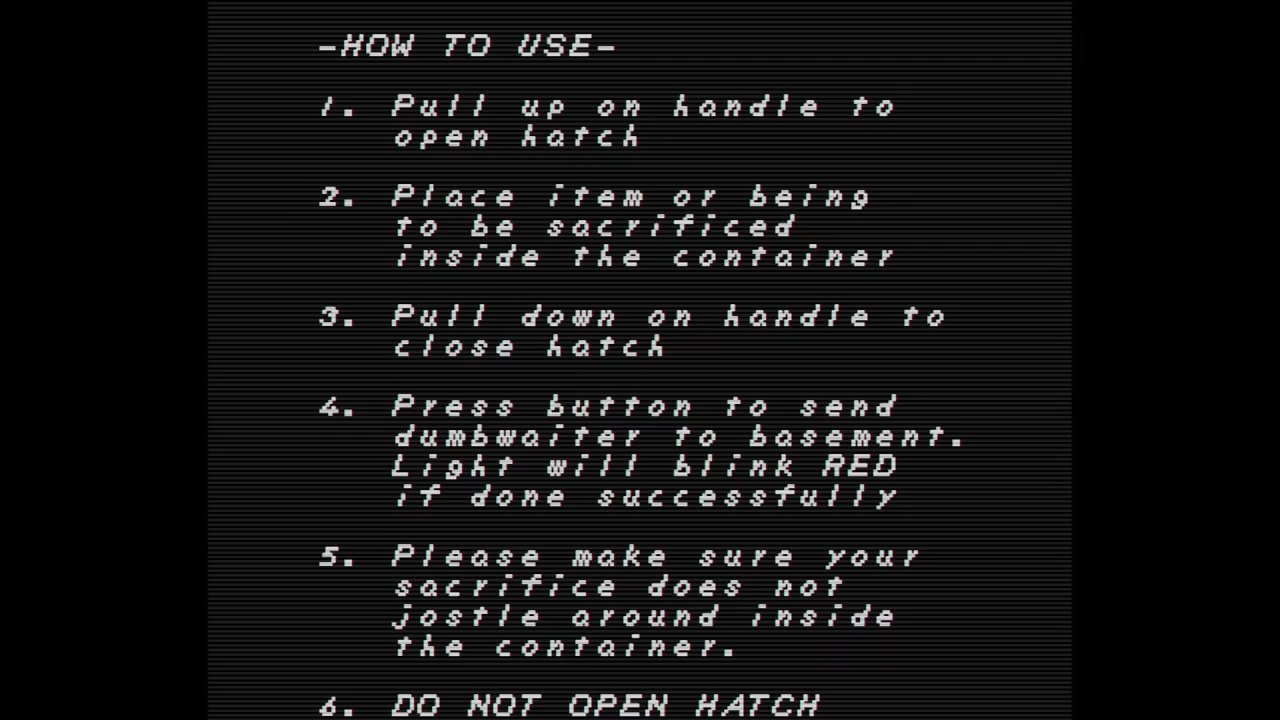 -HOW TO USE-
1. Pull up on handle to
open hatch
2. Place item or being
to be sacrificed
inside the container
3. Pull down on handle to
close hatch
4. Press button to send
dumbwaiter to basement.
Light will blink RED
if done successfully
5. Please make sure your
sacrifice does not
jostle around inside
the container.
6. DO NOT OPEN HATCH